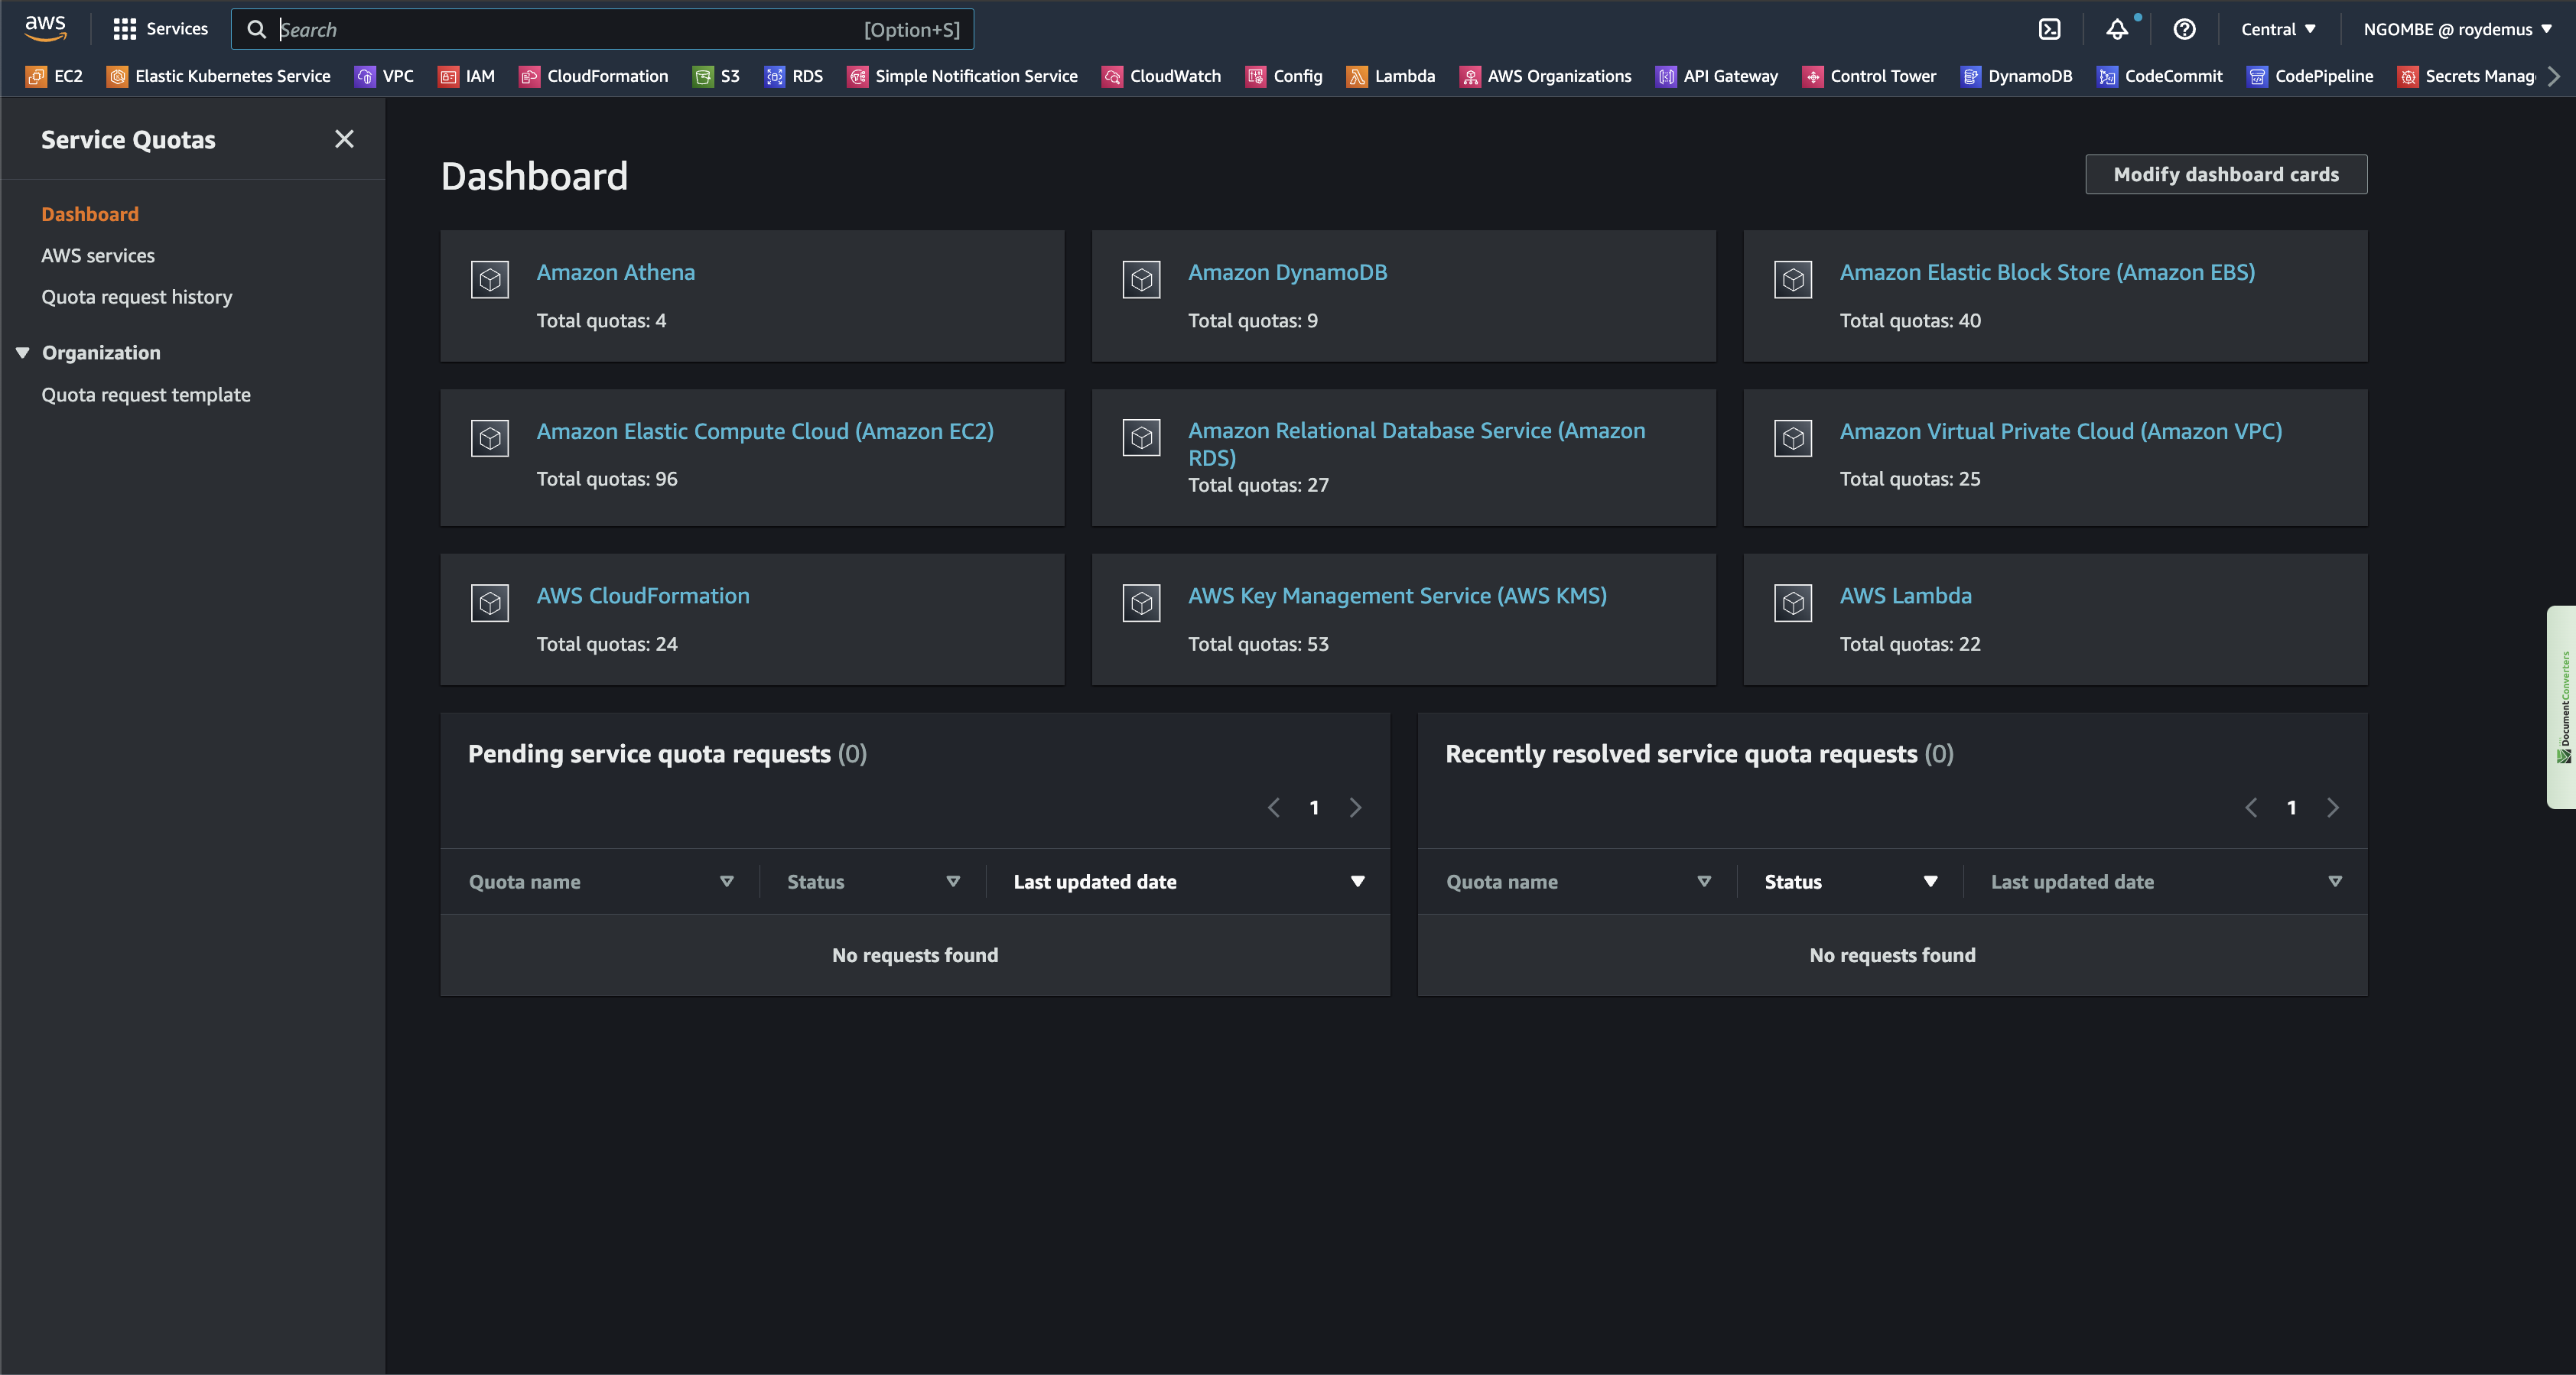 aws
Services
Search
[Option+S]
Central
NGOMBE @ roydemus
EC2
Elastic Kubernetes Service
VPC
IAM
CloudFormation
S3
RDS
Simple Notification Service
CloudWatch
Config
Lambda
AWS Organizations
API Gateway
Control Tower
DynamoDB
CodeCommit
CodePipeline
Secrets Manag
Service Quotas
Dashboard
AWS services
Quota request history
Organization
Quota request template
Dashboard
Modify dashboard cards
Amazon Athena
Total quotas: 4
Amazon DynamoDB
Total quotas: 9
Amazon Elastic Block Store (Amazon EBS)
Total quotas: 40
Amazon Elastic Compute Cloud (Amazon EC2)
Total quotas: 96
Amazon Relational Database Service (Amazon
RDS)
Total quotas: 27
Amazon Virtual Private Cloud (Amazon VPC)
Total quotas: 25
AWS CloudFormation
Total quotas: 24
AWS Key Management Service (AWS KMS)
Total quotas: 53
AWS Lambda
Total quotas: 22
Pending service quota requests (0)
1
Quota name
Status
Last updated date
No requests found
Recently resolved service quota requests (0)
1
Quota name
Status
Last updated date
No requests found
DocumentConverters